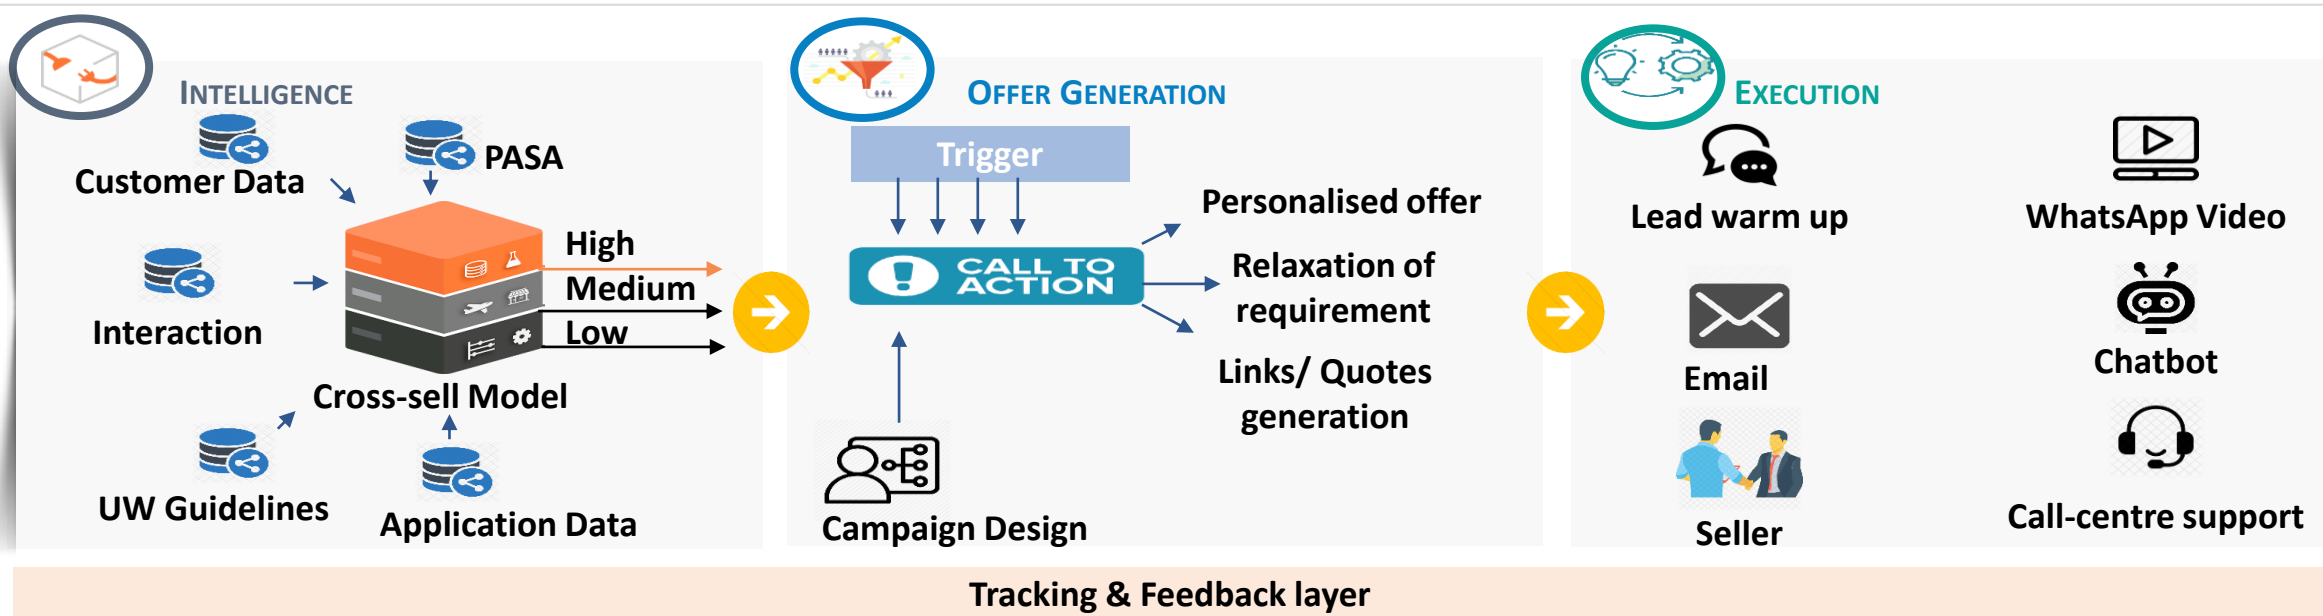 INTELLIGENCE
Customer Data
PASA
Interaction
High
Medium
Low
Cross-sell Model
UW Guidelines
Application Data
OFFER GENERATION
Trigger
CALL TO
ACTION
Personalised offer
Relaxation of
requirement
Links/ Quotes
generation
Campaign Design
EXECUTION
Lead warm up
WhatsApp Video
Email
Chatbot
Seller
Call-centre support
Tracking & Feedback layer